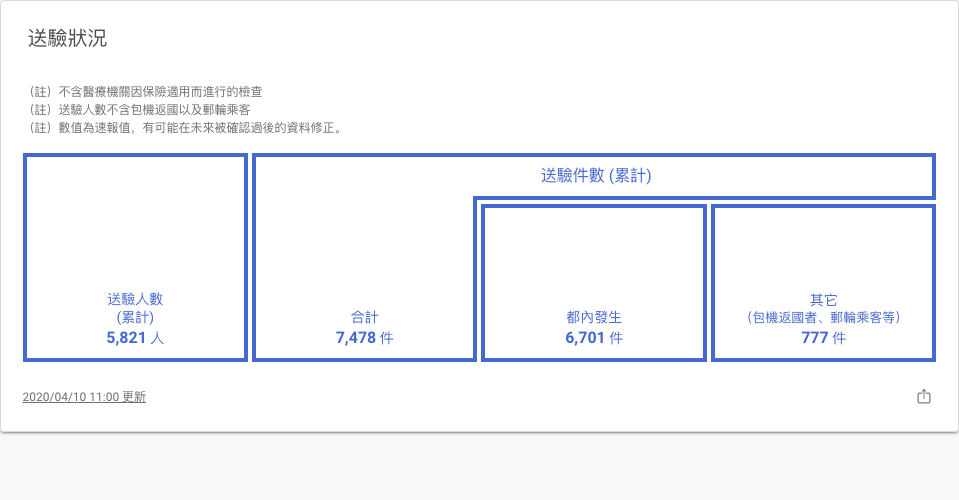 送驗狀況
（註）不含醫療機關因保險適用而進行的檢查
（註）送驗人數不含包機返國以及郵輪乘客
（註）數值為速報值，有可能在未來被確認過後的資料修正。
送驗件數 (累計)
送驗人數
(累計)
5,821 人
合計
7,478 件
都內發生
6,701 件
其它
（包機返國者、郵輪乘客等）
777 件
2020/04/10 11:00 更新